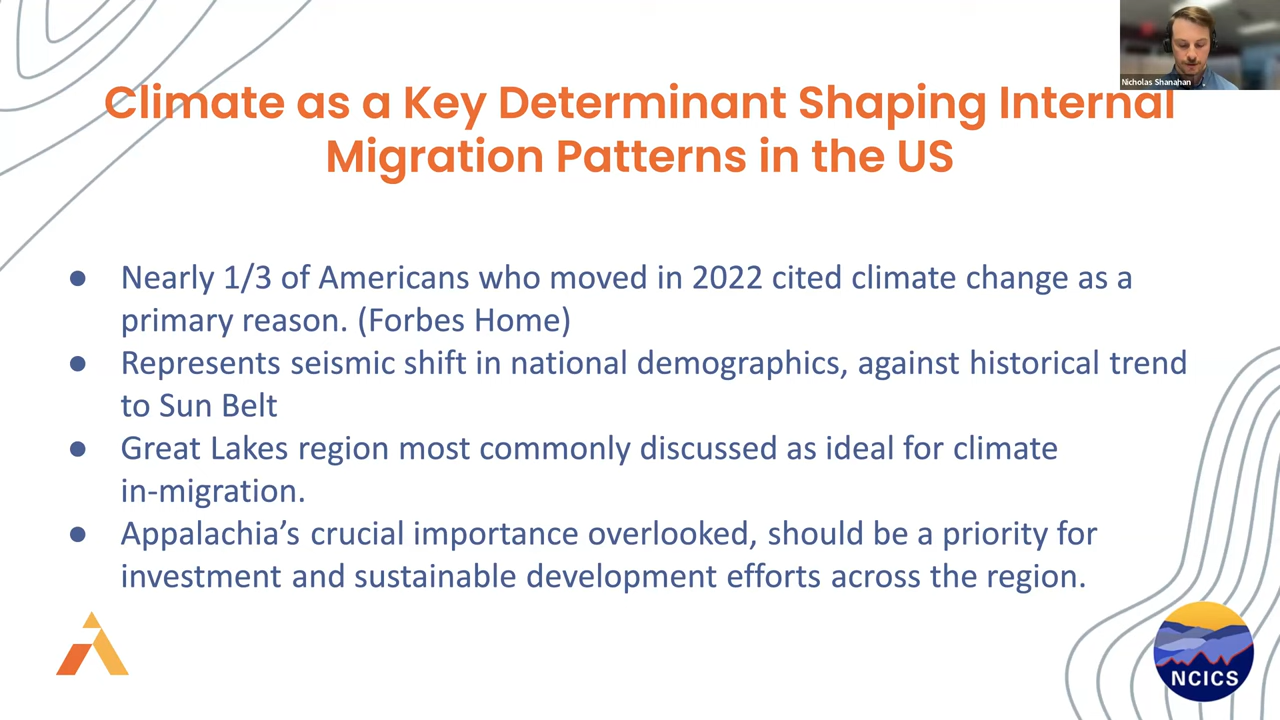 Nicholas Shanahan
Climate as a Key Determinant Shaping Internal
Migration Patterns in the US
● Nearly 1/3 of Americans who moved in 2022 cited climate change as a
primary reason. (Forbes Home)
● Represents seismic shift in national demographics, against historical trend
to Sun Belt
● Great Lakes region most commonly discussed as ideal for climate
in-migration.
● Appalachia’s crucial importance overlooked, should be a priority for
investment and sustainable development efforts across the region.
NCICS